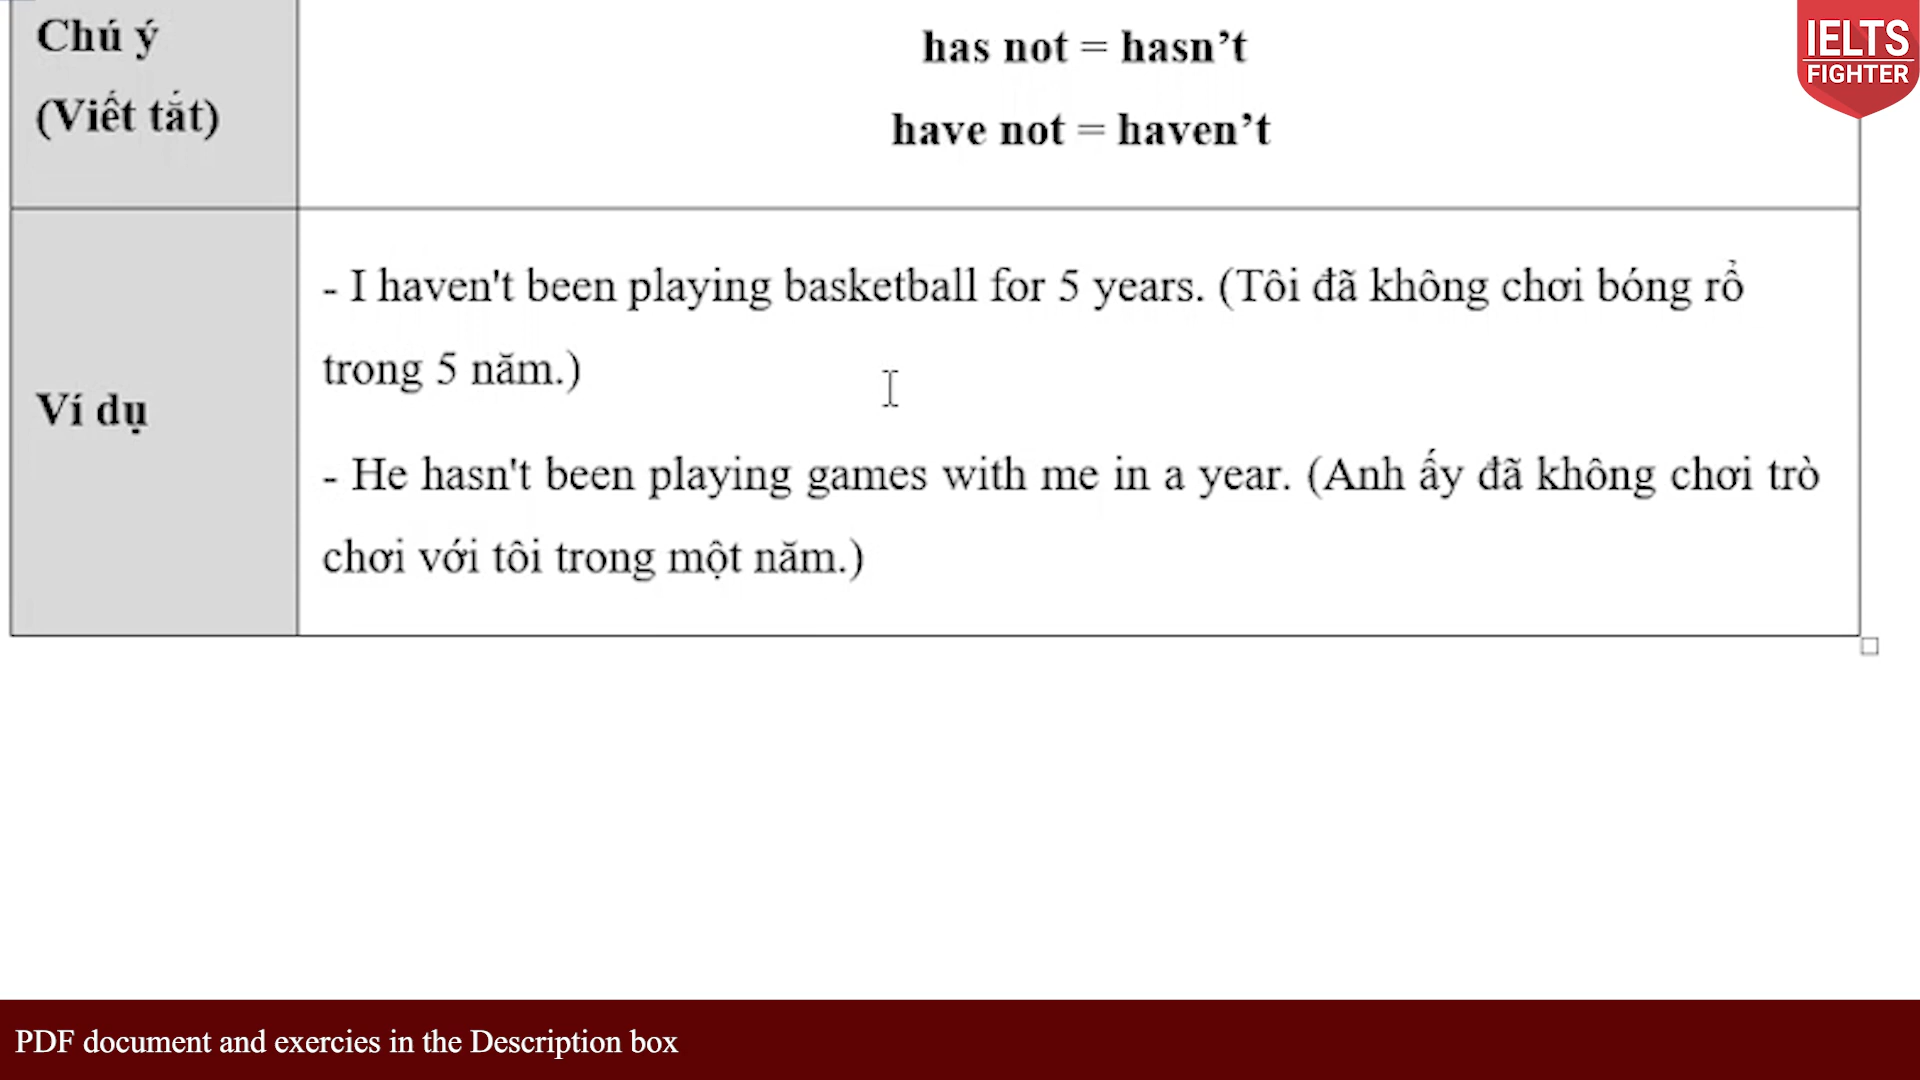 Chú ý
(Viết tắt)
has not = hasn’t
have not = haven’t
Ví dụ
- I haven't been playing basketball for 5 years. (Tôi đã không chơi bóng rổ
trong 5 năm.)
- He hasn't been playing games with me in a year. (Anh ấy đã không chơi trò
chơi với tôi trong một năm.)
IELTS
FIGHTER
PDF document and exercies in the Description box